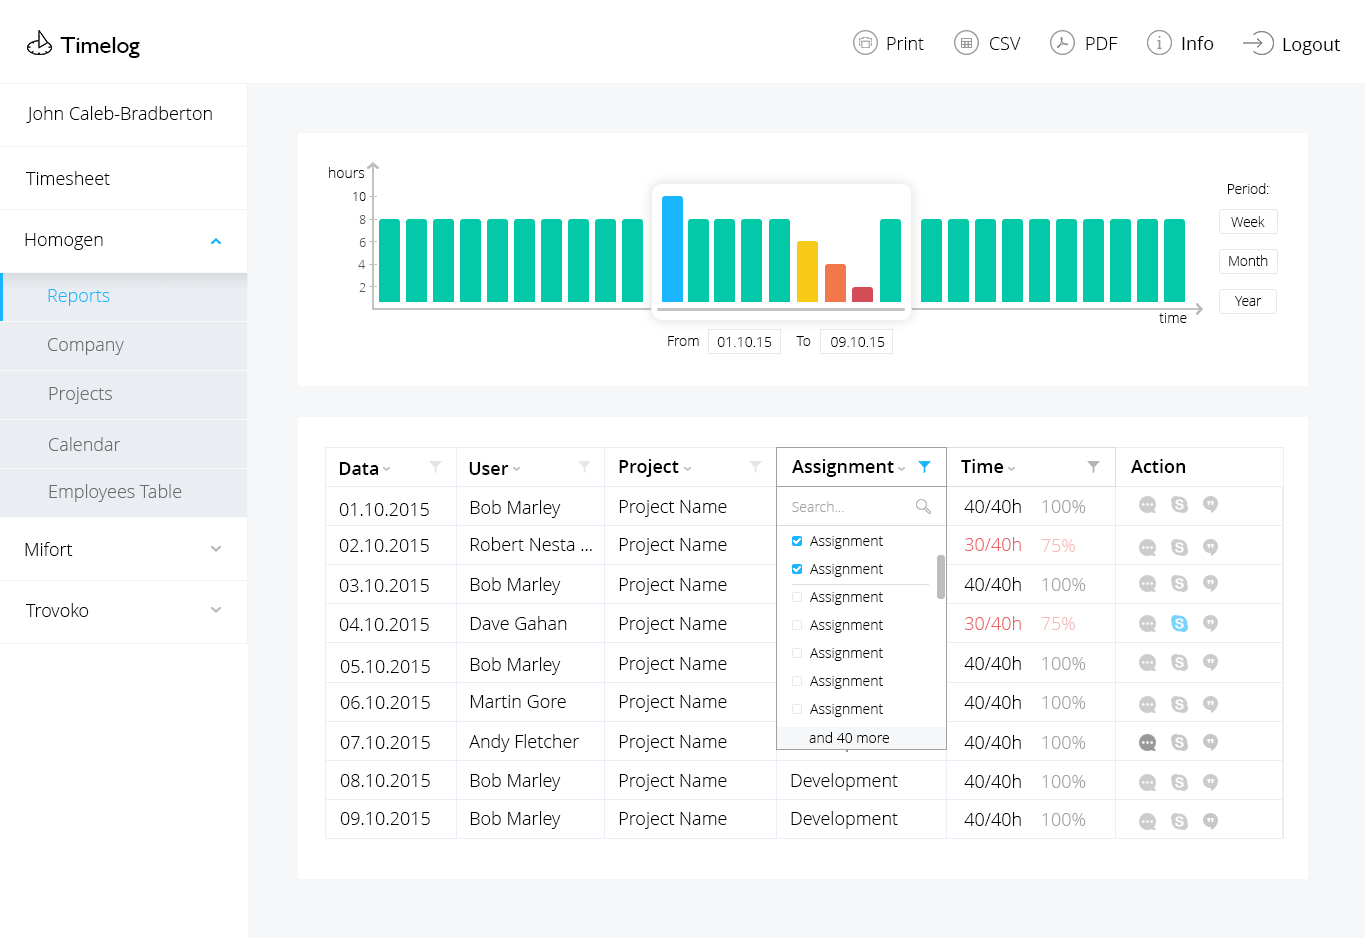 Timelog
Print CSV PDF Info Logout
John Caleb-Bradberton
Timesheet
Homogen
Reports
Company
Projects
Calendar
Employees Table
Mifort
Trovoko
hours
10
8
6
4
2
time
From 01.10.15 To 09.10.15
Period:
Week
Month
Year
Data User Project Assignment Time Action
01.10.2015 Bob Marley Project Name 40/40h 100%
02.10.2015 Robert Nesta ... Project Name 30/40h 75%
03.10.2015 Bob Marley Project Name 40/40h 100%
04.10.2015 Dave Gahan Project Name 30/40h 75%
05.10.2015 Bob Marley Project Name 40/40h 100%
06.10.2015 Martin Gore Project Name 40/40h 100%
07.10.2015 Andy Fletcher Project Name 40/40h 100%
08.10.2015 Bob Marley Project Name Development 40/40h 100%
09.10.2015 Bob Marley Project Name Development 40/40h 100%
Search...
Assignment
Assignment
Assignment
Assignment
Assignment
Assignment
Assignment
and 40 more